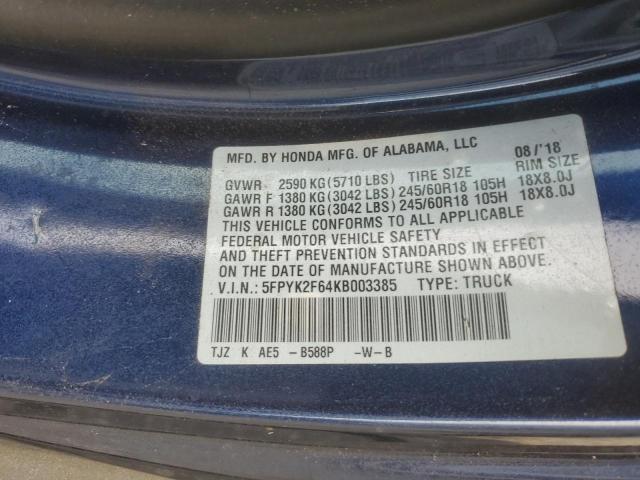 MFD. BY HONDA MFG. OF ALABAMA, LLC 08/'18
GVWR 2590 KG (5710 LBS) TIRE SIZE RIM SIZE
GAWR F 1380 KG (3042 LBS) 245/60R18 105H 18X8.0J
GAWR R 1380 KG (3042 LBS) 245/60R18 105H 18X8.0J
THIS VEHICLE CONFORMS TO ALL APPLICABLE
FEDERAL MOTOR VEHICLE SAFETY
AND THEFT PREVENTION STANDARDS IN EFFECT
ON THE DATE OF MANUFACTURE SHOWN ABOVE.
V.I.N.: 5FPYK2F64KB003385 TYPE: TRUCK
TJZ K AE5 -B588P -W-B